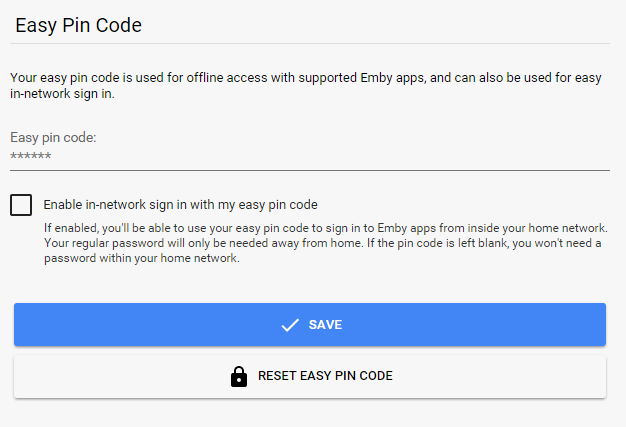 Easy Pin Code
Your easy pin code is used for offline access with supported Emby apps, and can also be used for easy
in-network sign in.
Easy pin code:
******
Enable in-network sign in with my easy pin code
If enabled, you'll be able to use your easy pin code to sign in to Emby apps from inside your home network.
Your regular password will only be needed away from home. If the pin code is left blank, you won't need a
password within your home network.
SAVE
RESET EASY PIN CODE